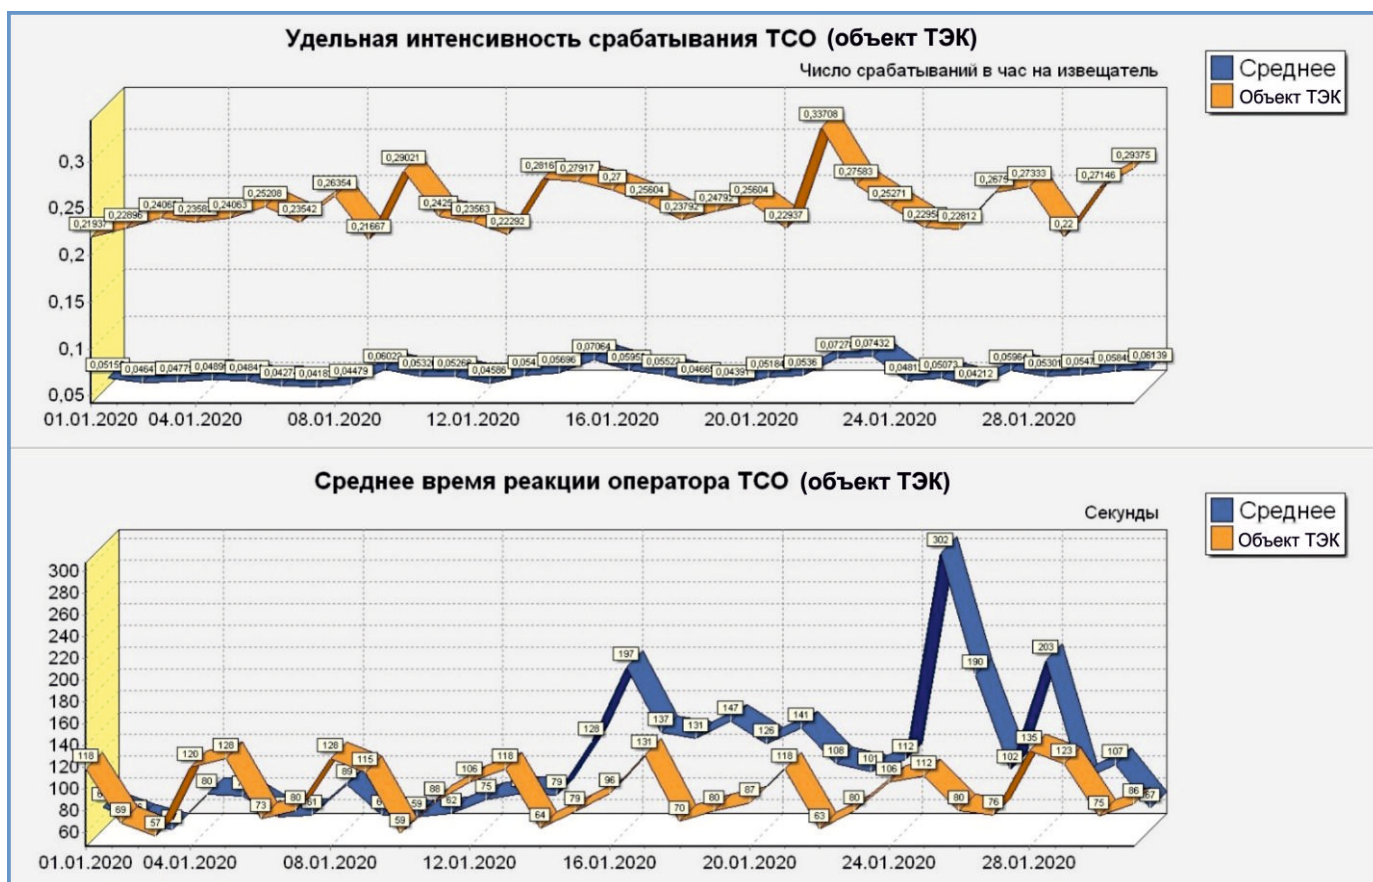 Удельная интенсивность срабатывания ТСО (объект ТЭК)
Число срабатываний в час на извещатель
Среднее
Объект ТЭК
0,3
0,25
0,2
0,15
0,1
0.05
0,21937 0,22896 0,2406 0,2358 0,24063 0,25208 0,23542 0,26354 0,21667 0,29021 0,242 0,23563 0,22292 0,2816 0,27917 0,27 0,25604 0,23792 0,24792 0,25604 0,22937 0,33708 0,27583 0,25271 0,2295 0,22812 0,267 0,27333 0,22 0,27146 0,29375
0,0515 0,0464 0,0477 0,0489 0,0484 0,0427 0,0418 0,04479 0,06022 0,0532 0,05268 0,04586 0,054 0,05696 0,07064 0,0595 0,05523 0,0466 0,04391 0,05184 0,0536 0,0727 0,07432 0,0481 0,05073 0,04212 0,0596 0,05301 0,0547 0,0584 0,06139
01.01.2020 04.01.2020 08.01.2020 12.01.2020 16.01.2020 20.01.2020 24.01.2020 28.01.2020
Среднее время реакции оператора ТСО (объект ТЭК)
Секунды
Среднее
Объект ТЭК
300
280
260
240
220
200
180
160
140
120
100
80
60
118 69 57 120 128 73 80 128 115 59 88 106 118 64 79 96 131 70 80 87 118 63 80 106 112 80 76 135 123 75 86
80 89 59 62 75 79 128 197 137 131 147 126 141 108 101 112 302 190 102 203 107 67
01.01.2020 04.01.2020 08.01.2020 12.01.2020 16.01.2020 20.01.2020 24.01.2020 28.01.2020